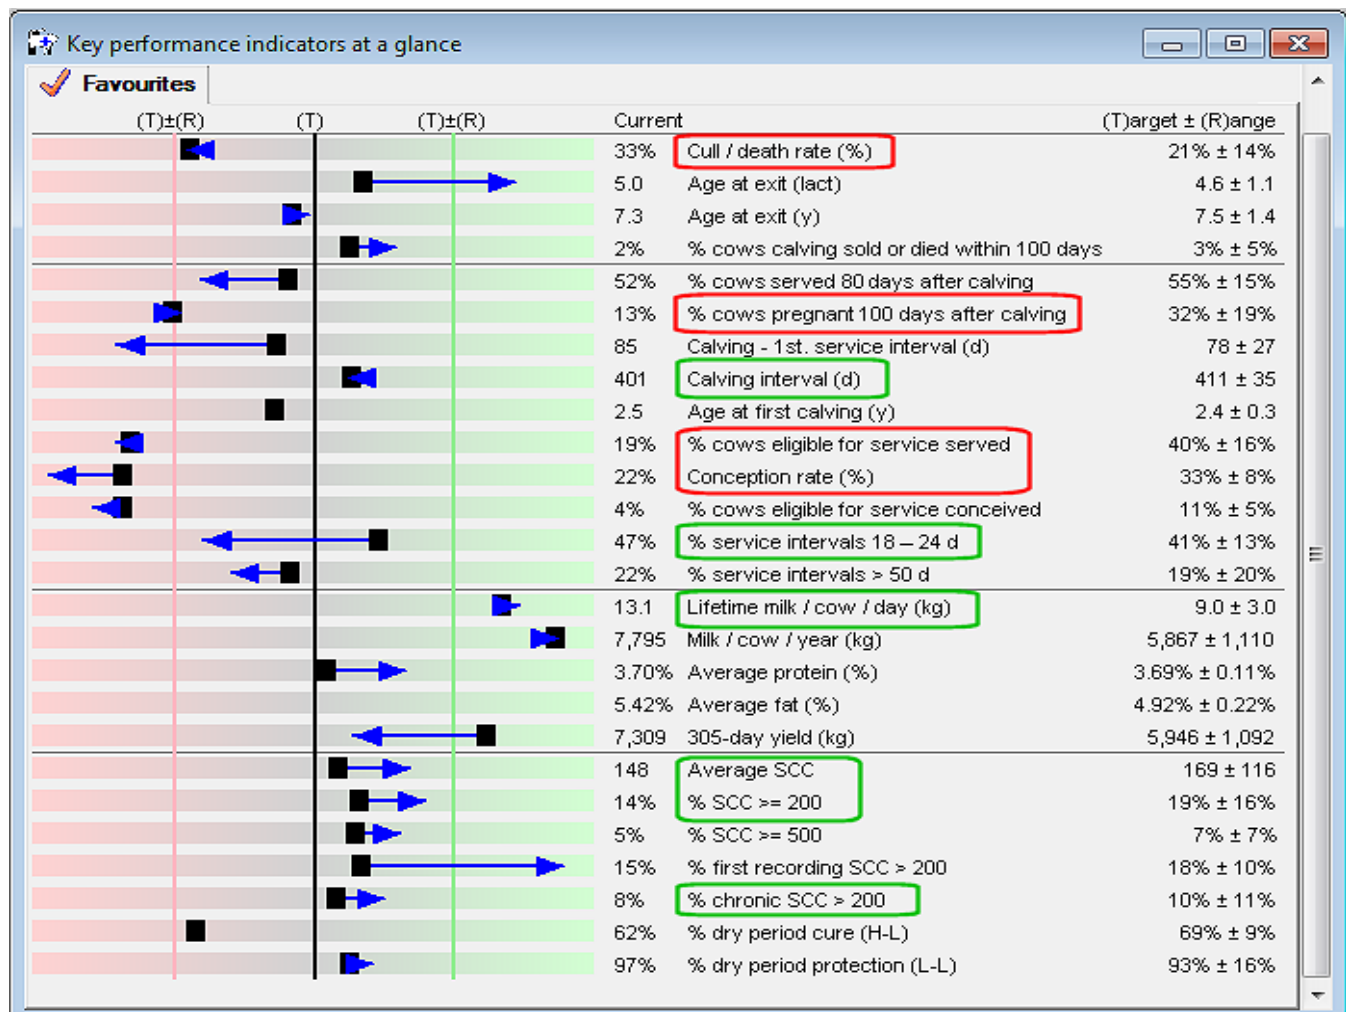 Key performance indicators at a glance
Favourites
(T)±(R) (T) (T)±(R) Current (T)arget ± (R)ange
33% Cull / death rate (%) 21% ± 14%
5.0 Age at exit (lact) 4.6 ± 1.1
7.3 Age at exit (y) 7.5 ± 1.4
2% % cows calving sold or died within 100 days 3% ± 5%
52% % cows served 80 days after calving 55% ± 15%
13% % cows pregnant 100 days after calving 32% ± 19%
85 Calving - 1st. service interval (d) 78 ± 27
401 Calving interval (d) 411 ± 35
2.5 Age at first calving (y) 2.4 ± 0.3
19% % cows eligible for service served 40% ± 16%
22% Conception rate (%) 33% ± 8%
4% % cows eligible for service conceived 11% ± 5%
47% % service intervals 18 – 24 d 41% ± 13%
22% % service intervals > 50 d 19% ± 20%
13.1 Lifetime milk / cow / day (kg) 9.0 ± 3.0
7,795 Milk / cow / year (kg) 5,867 ± 1,110
3.70% Average protein (%) 3.69% ± 0.11%
5.42% Average fat (%) 4.92% ± 0.22%
7,309 305-day yield (kg) 5,946 ± 1,092
148 Average SCC 169 ± 116
14% % SCC >= 200 19% ± 16%
5% % SCC >= 500 7% ± 7%
15% % first recording SCC > 200 18% ± 10%
8% % chronic SCC > 200 10% ± 11%
62% % dry period cure (H-L) 69% ± 9%
97% % dry period protection (L-L) 93% ± 16%